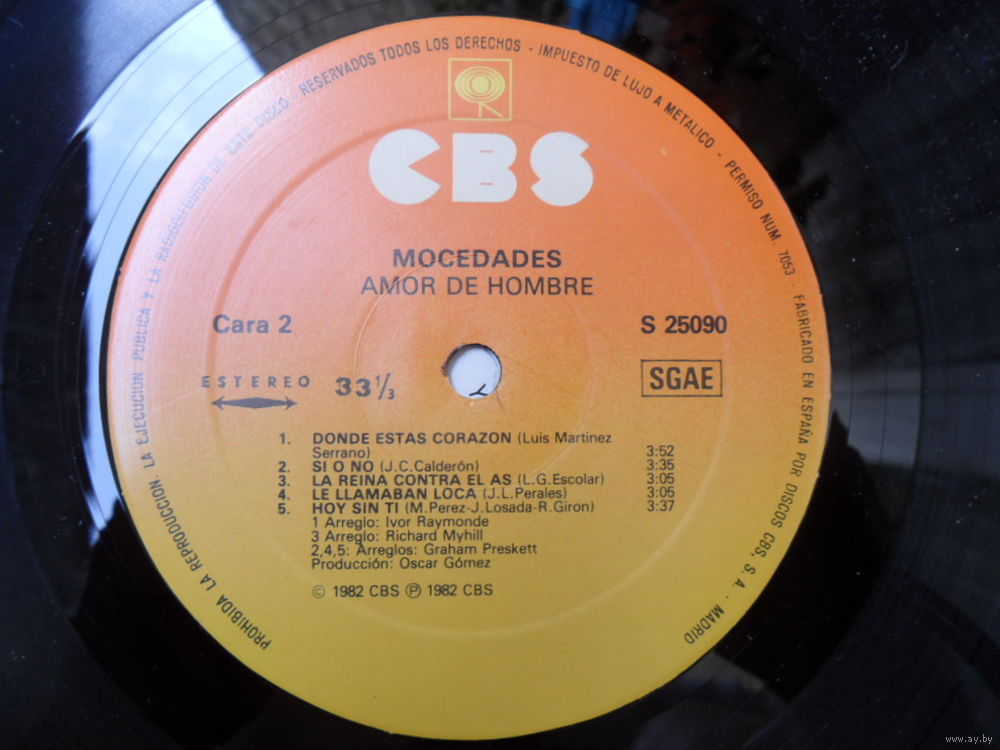 PROHIBIDA LA REPRODUCCION, LA EJECUCION PUBLICA Y LA RADIODIFUSION DE ESTE DISCO - RESERVADOS TODOS LOS DERECHOS - IMPUESTO DE LUJO A METALICO - PERMISO NUM. 7053 - FABRICADO EN ESPAÑA POR DISCOS CBS, S. A. - MADRID
CBS
MOCEDADES
AMOR DE HOMBRE
Cara 2
S 25090
ESTEREO 33 1/3
SGAE
1. DONDE ESTAS CORAZON (Luis Martinez
Serrano) 3:52
2. SI O NO (J.C.Calderón) 3:35
3. LA REINA CONTRA EL AS (L.G.Escolar) 3:05
4. LE LLAMABAN LOCA (J.L.Perales) 3:05
5. HOY SIN TI (M.Perez-J.Losada-R.Giron) 3:37
1 Arreglo: Ivor Raymonde
3 Arreglo: Richard Myhill
2,4,5: Arreglos: Graham Preskett
Producción: Oscar Gómez
© 1982 CBS Ⓟ 1982 CBS
www.ay.by